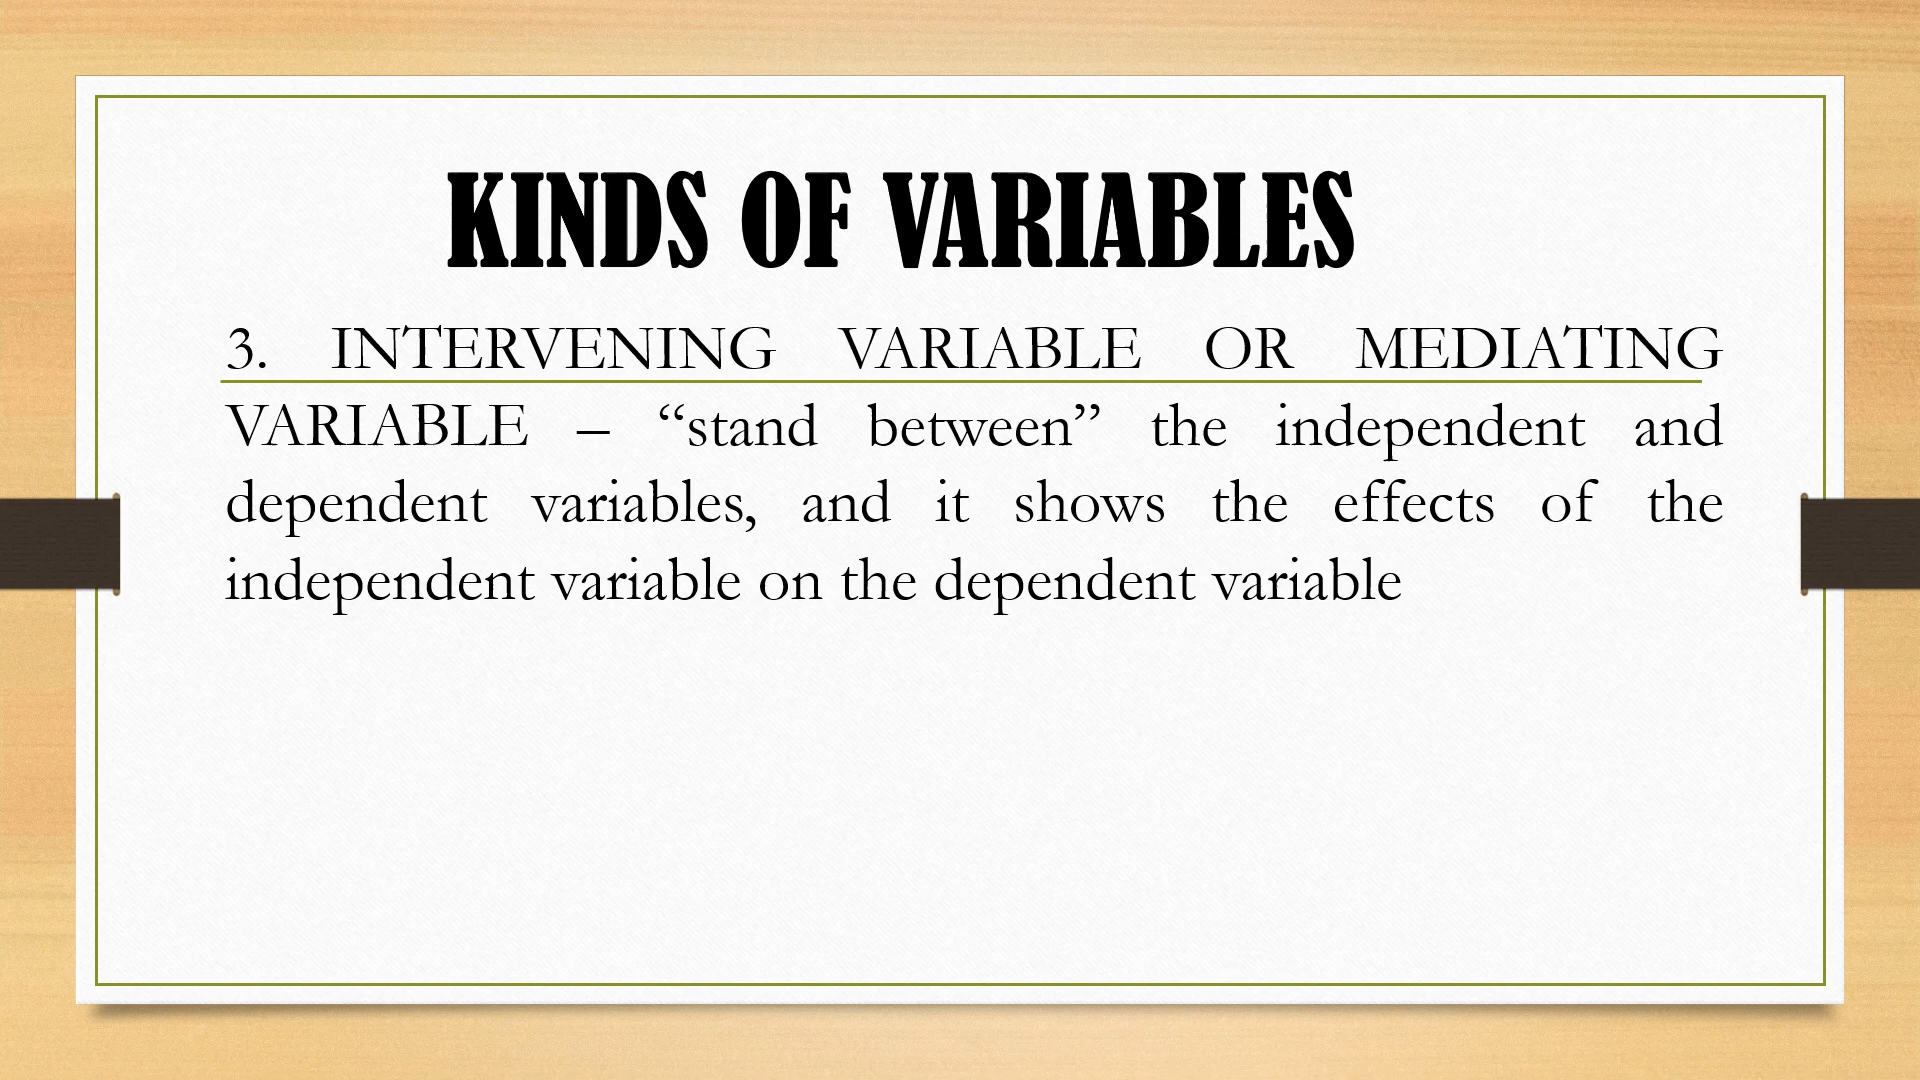 KINDS OF VARIABLES
3. INTERVENING VARIABLE OR MEDIATING
VARIABLE – “stand between” the independent and
dependent variables, and it shows the effects of the
independent variable on the dependent variable